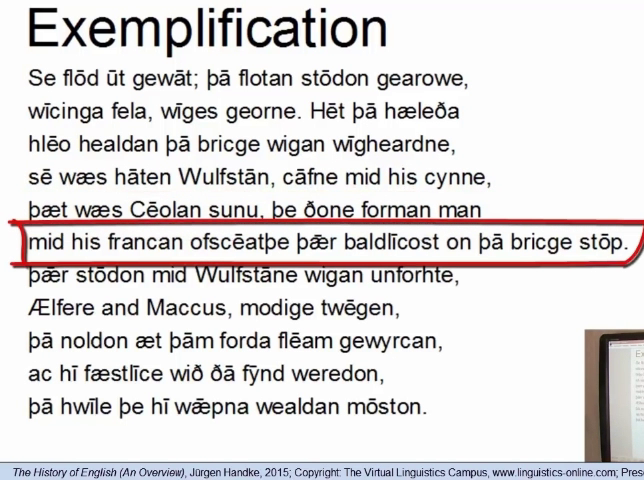 Exemplification
Se flōd ūt gewāt; þā flotan stōdon gearowe,
wīcinga fela, wīges georne. Hēt þā hæleða
hlēo healdan þā bricge wigan wīgheardne,
sē wæs hāten Wulfstān, cāfne mid his cynne,
þæt wæs Cēolan sunu, þe ðone forman man
mid his francan ofscēatþe þǣr baldlīcost on þā bricge stōp.
þǣr stōdon mid Wulfstāne wigan unforhte,
Ælfere and Maccus, modige twēgen,
þā noldon æt þām forda flēam gewyrcan,
ac hī fæstlīce wið ðā fȳnd weredon,
þā hwīle þe hī wǣpna wealdan mōston.
The History of English (An Overview), Jürgen Handke, 2015; Copyright: The Virtual Linguistics Campus, www.linguistics-online.com;